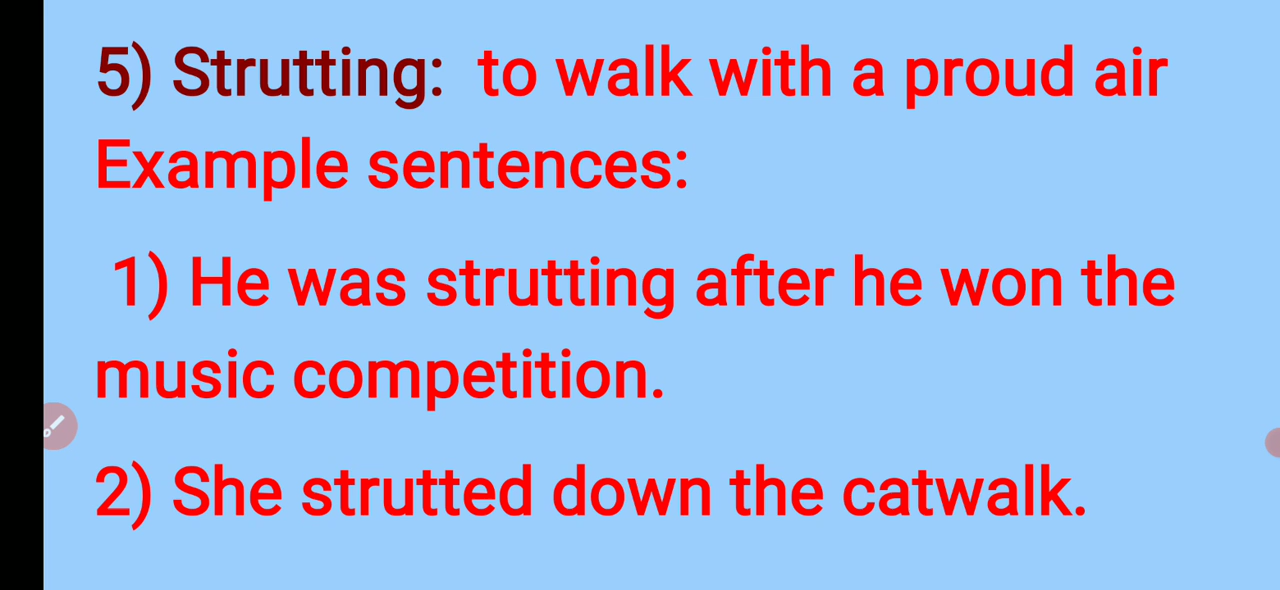 5) Strutting: to walk with a proud air
Example sentences:
1) He was strutting after he won the
music competition.
2) She strutted down the catwalk.